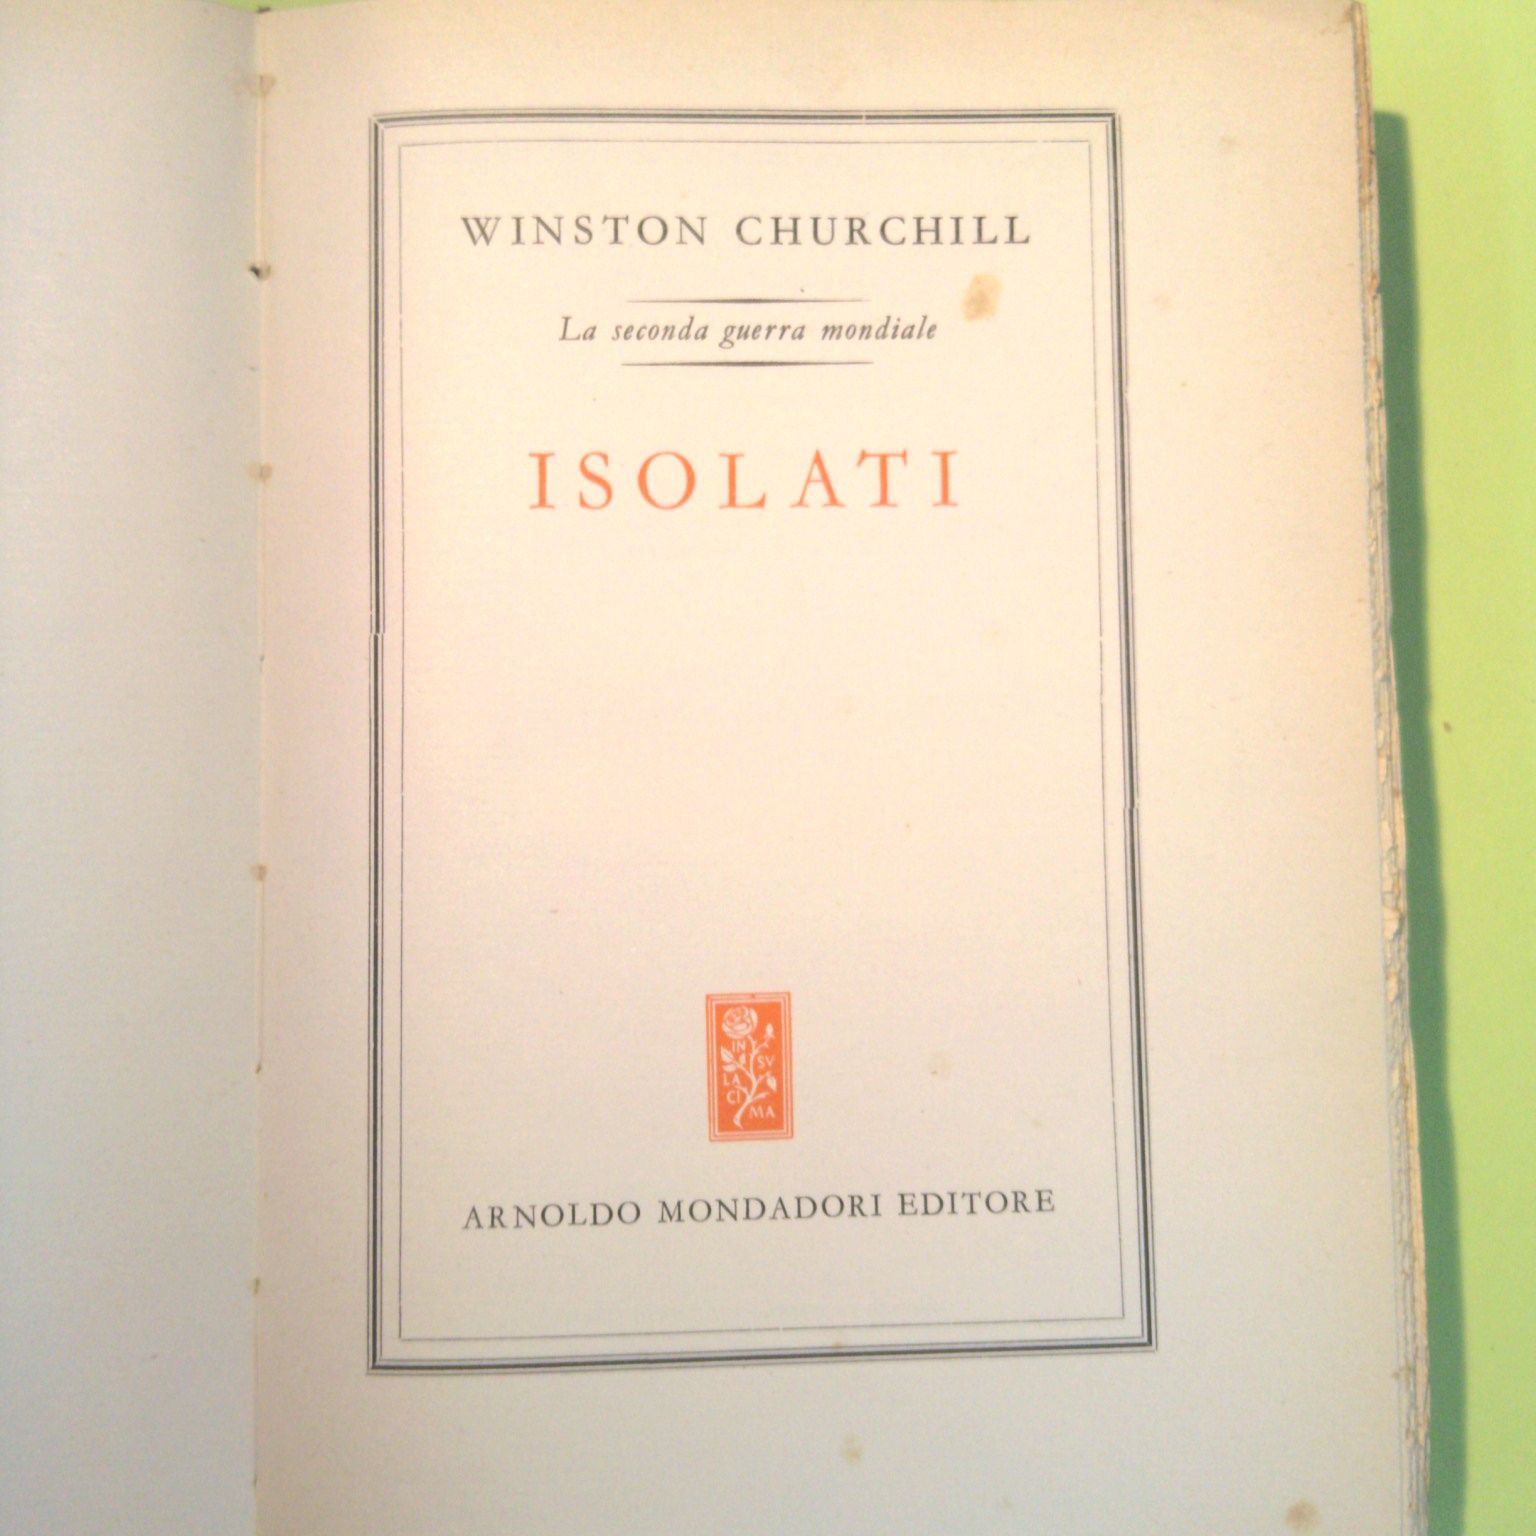 WINSTON CHURCHILL
La seconda guerra mondiale
ISOLATI
IN
SV
LA
CI
MA
ARNOLDO MONDADORI EDITORE